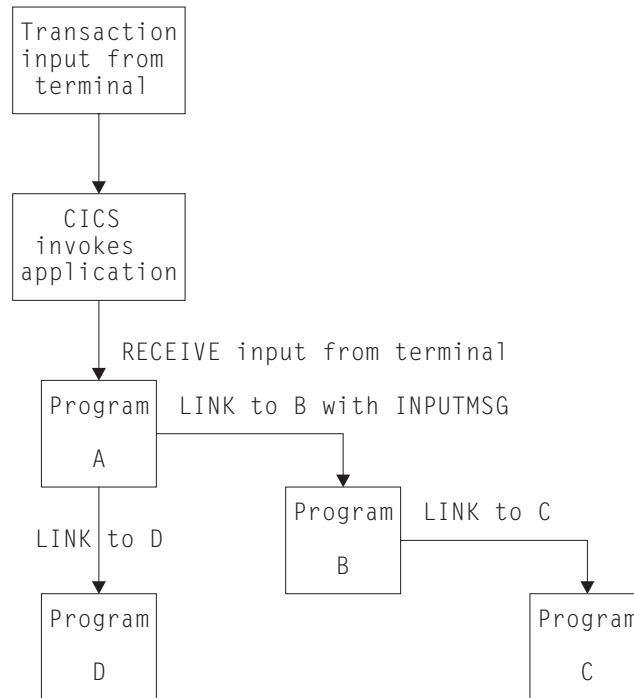 Transaction
input from
terminal
CICS
invokes
application
RECEIVE input from terminal
Program
A
LINK to B with INPUTMSG
Program
B
LINK to C
LINK to D
Program
D
Program
C